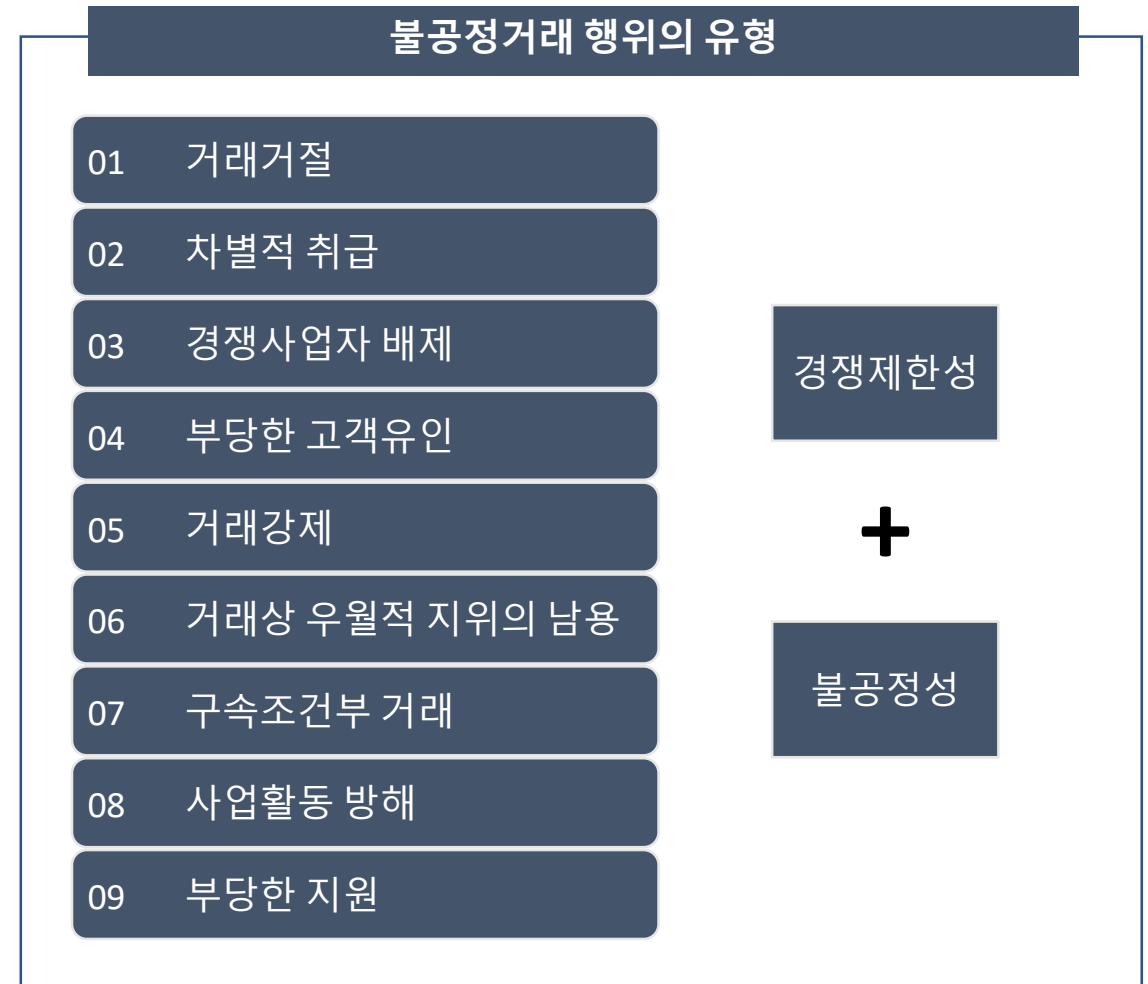 불공정거래 행위의 유형
01 거래거절
02 차별적 취급
03 경쟁사업자 배제
04 부당한 고객유인
05 거래강제
06 거래상 우월적 지위의 남용
07 구속조건부 거래
08 사업활동 방해
09 부당한 지원
경쟁제한성
+
불공정성